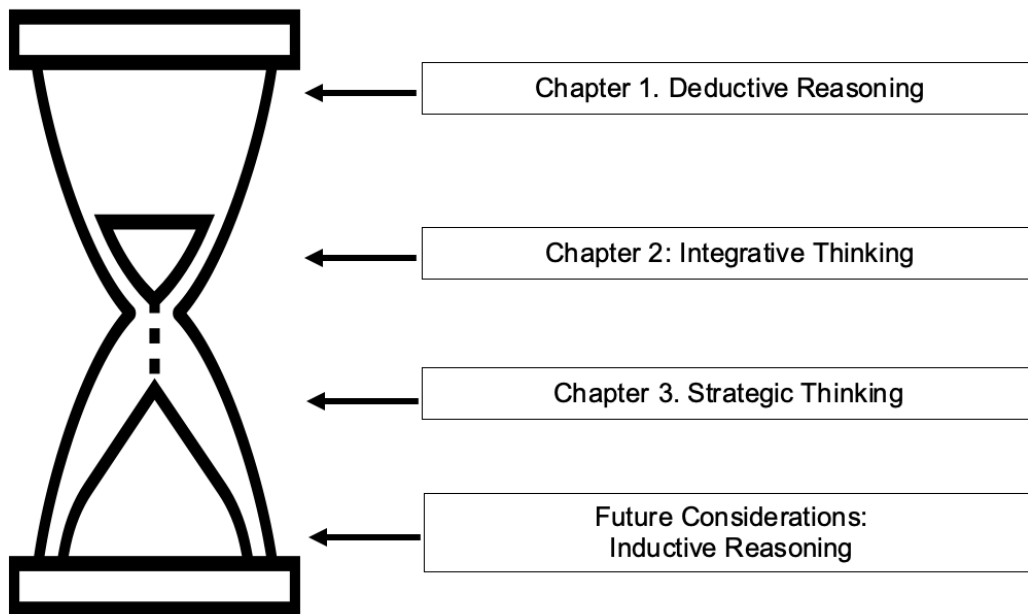 Chapter 1. Deductive Reasoning
Chapter 2: Integrative Thinking
Chapter 3. Strategic Thinking
Future Considerations:
Inductive Reasoning